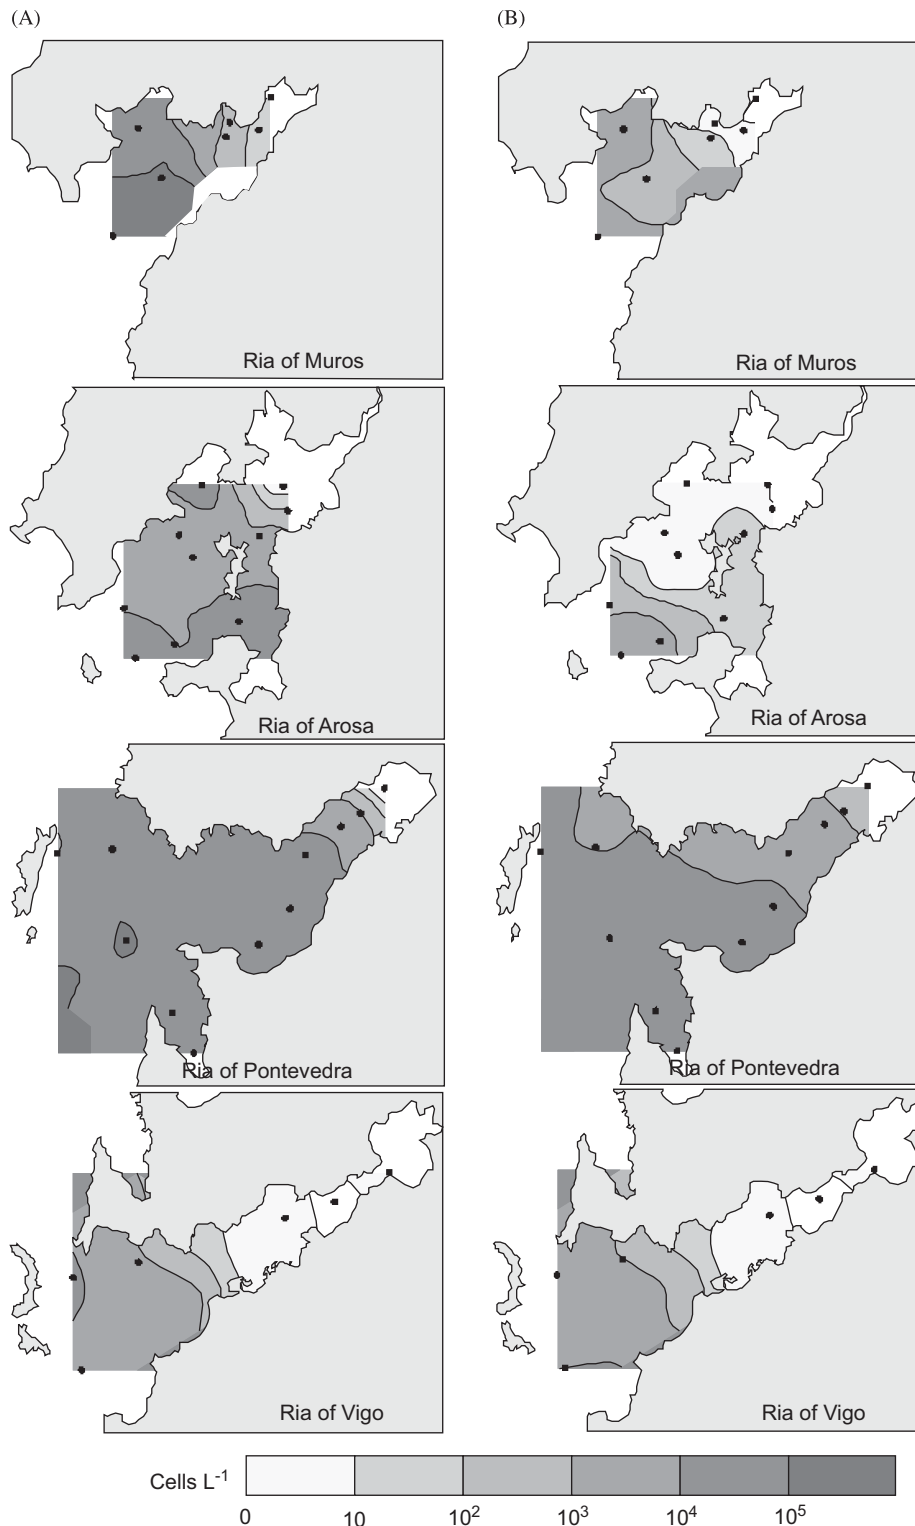 (A) (B)
Ria of Muros Ria of Muros
Ria of Arosa Ria of Arosa
Ria of Pontevedra Ria of Pontevedra
Ria of Vigo Ria of Vigo
Cells L⁻¹
0 10 10² 10³ 10⁴ 10⁵